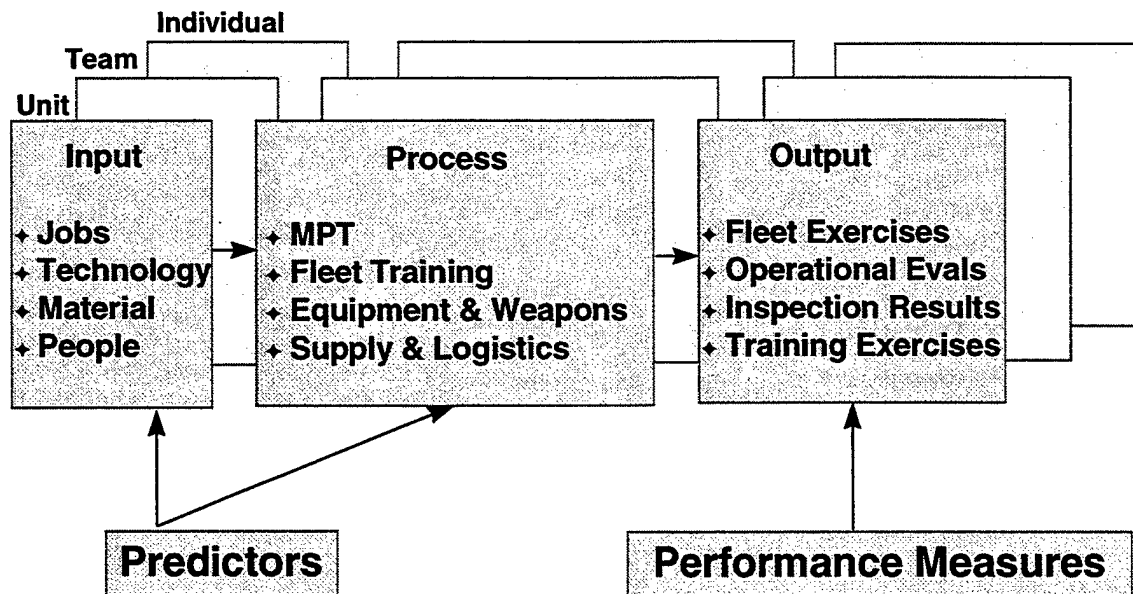 Individual
Team
Unit
Input
✦ Jobs
✦ Technology
✦ Material
✦ People
Process
✦ MPT
✦ Fleet Training
✦ Equipment & Weapons
✦ Supply & Logistics
Output
✦ Fleet Exercises
✦ Operational Evals
✦ Inspection Results
✦ Training Exercises
Predictors
Performance Measures